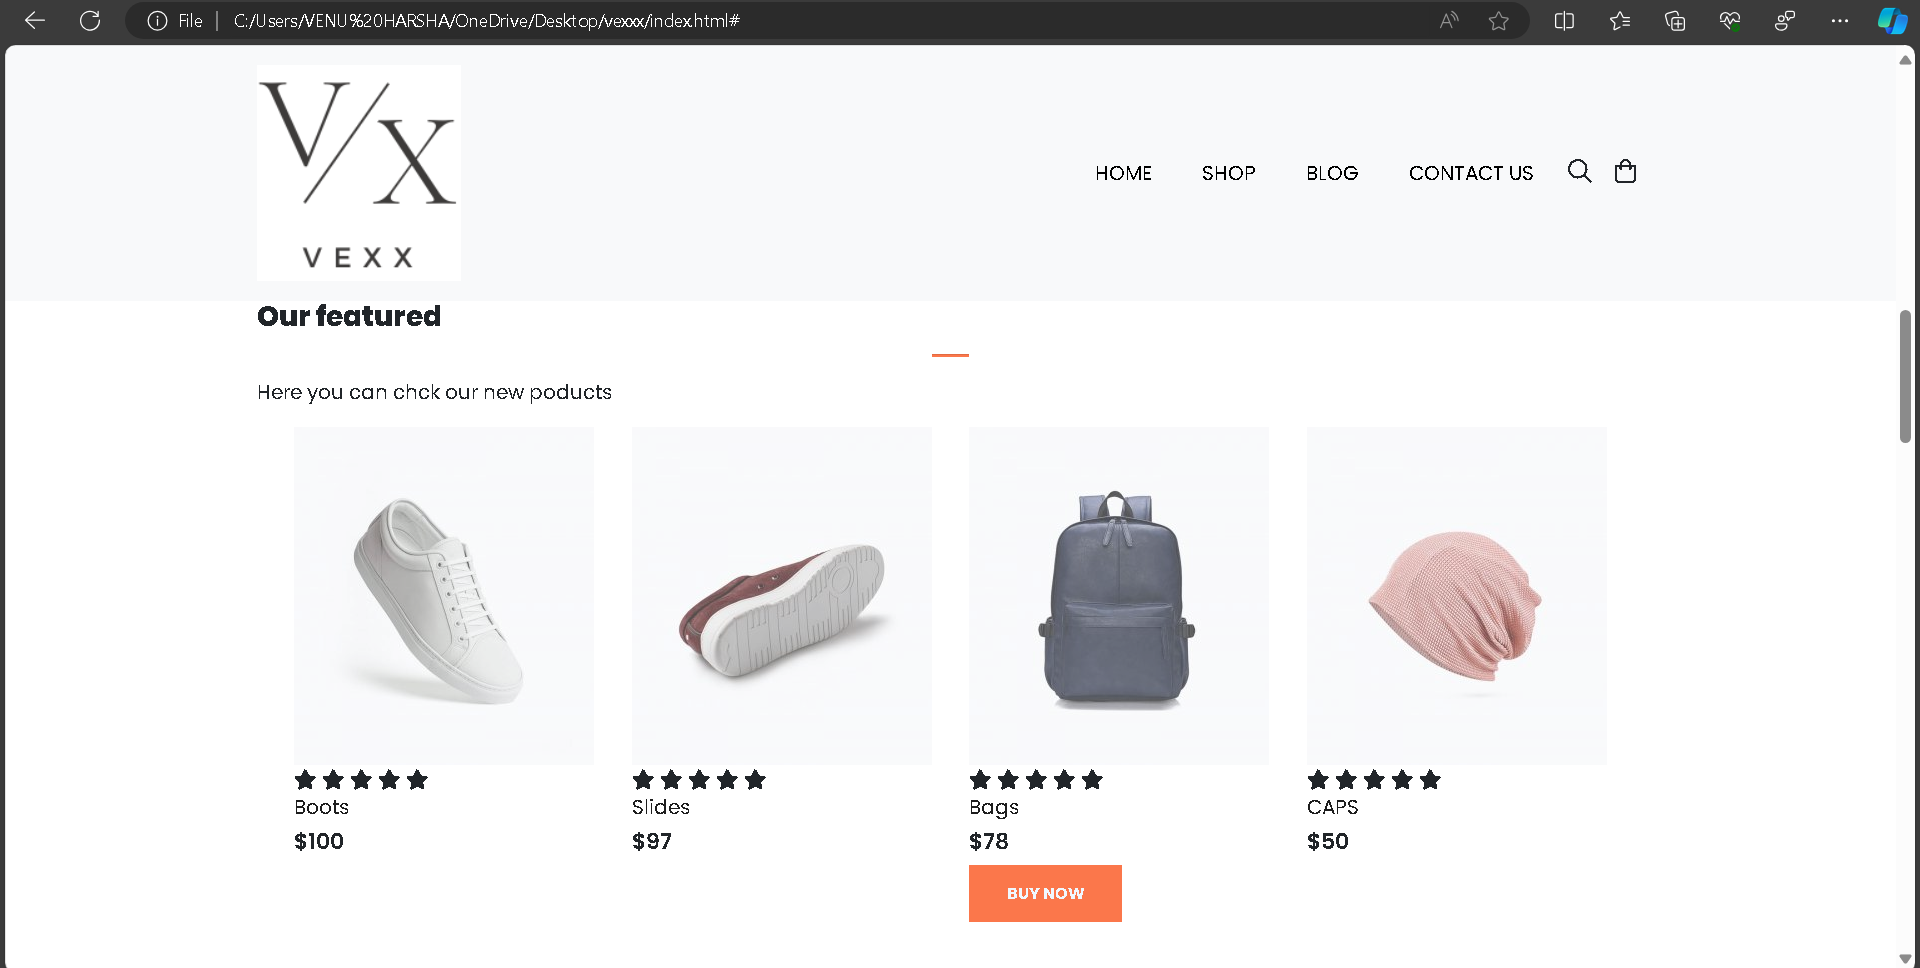 File | C:/Users/VENU%20HARSHA/OneDrive/Desktop/vexxx/index.html#
V/X
VEXX
HOME SHOP BLOG CONTACT US
Our featured
Here you can chck our new poducts
Boots Slides Bags CAPS
$100 $97 $78 $50
BUY NOW